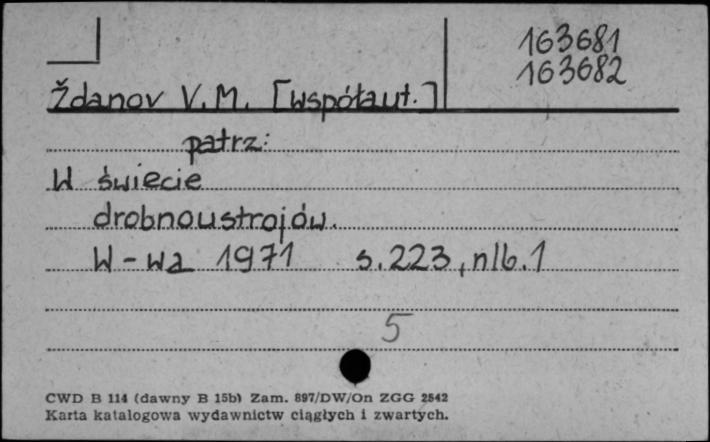 163681
163682
Ždanov V.M. [współaut.]
patrz:
W świecie
drobnoustrojów.
W-wa 1971 s.223, nlb.1
5
CWD B 114 (dawny B 15b) Zam. 897/DW/On ZGG 2542
Karta katalogowa wydawnictw ciągłych i zwartych.